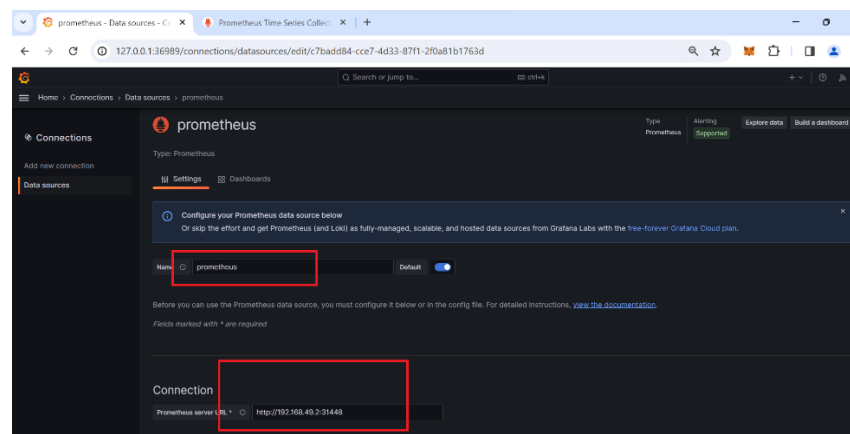 prometheus - Data sources - Co
Prometheus Time Series Collect
127.0.0.1:36989/connections/datasources/edit/c7badd84-cce7-4d33-87f1-2f0a81b1763d
Search or jump to...
ctrl+k
Home › Connections › Data sources › prometheus
Connections
Add new connection
Data sources
prometheus
Type
Prometheus
Alerting
Supported
Explore data
Build a dashboard
Type: Prometheus
Settings
Dashboards
Configure your Prometheus data source below
Or skip the effort and get Prometheus (and Loki) as fully-managed, scalable, and hosted data sources from Grafana Labs with the free-forever Grafana Cloud plan.
Name
prometheus
Default
Before you can use the Prometheus data source, you must configure it below or in the config file. For detailed instructions, view the documentation.
Fields marked with * are required
Connection
Prometheus server URL *
http://192.168.49.2:31448